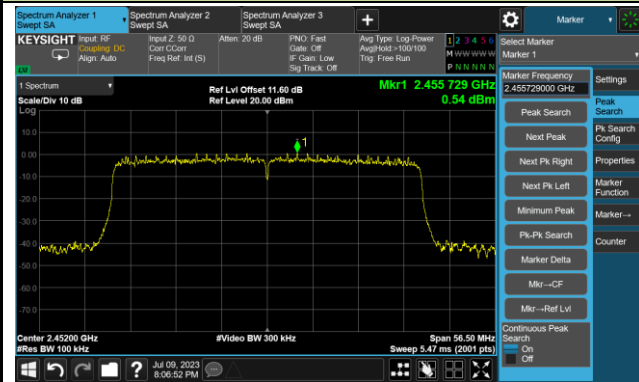 Spectrum Analyzer 1
Swept SA
Spectrum Analyzer 2
Swept SA
Spectrum Analyzer 3
Swept SA
+
Marker
KEYSIGHT
Input: RF
Coupling: DC
Align: Auto
Input Z: 50 Ω
Corr CCorr
Freq Ref: Int (S)
Atten: 20 dB
PNO: Fast
Gate: Off
IF Gain: Low
Sig Track: Off
Avg Type: Log-Power
Avg|Hold:>100/100
Trig: Free Run
1 2 3 4 5 6
M W W W W W
P N N N N N
Select Marker
Marker 1
LW
1 Spectrum
Scale/Div 10 dB
Log
Ref Lvl Offset 11.60 dB
Ref Level 20.00 dBm
Mkr1 2.455 729 GHz
0.54 dBm
10.0
0.00
-10.0
-20.0
-30.0
-40.0
-50.0
-60.0
-70.0
1
Center 2.45200 GHz
#Res BW 100 kHz
#Video BW 300 kHz
Span 56.50 MHz
Sweep 5.47 ms (2001 pts)
Marker Frequency
2.455729000 GHz
Peak Search
Next Peak
Next Pk Right
Next Pk Left
Minimum Peak
Pk-Pk Search
Marker Delta
Mkr→CF
Mkr→Ref Lvl
Continuous Peak
Search
On
Off
Settings
Peak
Search
Pk Search
Config
Properties
Marker
Function
Marker→
Counter
?
Jul 09, 2023
8:06:52 PM